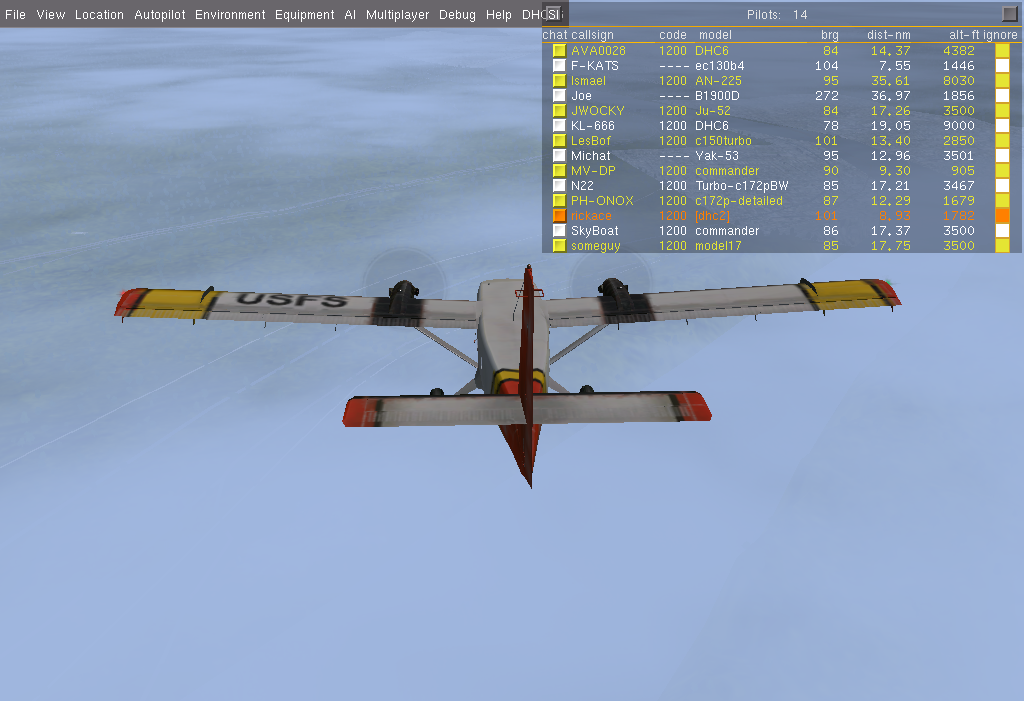 File View Location Autopilot Environment Equipment AI Multiplayer Debug Help
SI Pilots: 14
chat callsign code model brg dist-nm alt-ft ignore
AVA0028 1200 DHC6 84 14.37 4382
F-KATS ---- ec130b4 104 7.55 1446
Ismael 1200 AN-225 95 35.61 8030
Joe ---- B1900D 272 36.97 1856
JWOCKY 1200 Ju-52 84 17.26 3500
KL-666 1200 DHC6 78 19.05 9000
LesBof 1200 c150turbo 101 13.40 2850
Michat ---- Yak-53 95 12.96 3501
MV-DP 1200 commander 90 9.30 905
N22 1200 Turbo-c172pBW 85 17.21 3467
PH-ONOX 1200 c172p-detailed 87 12.29 1679
rickace 1200 [dhc2] 101 8.93 1782
SkyBoat 1200 commander 86 17.37 3500
someguy 1200 model17 85 17.75 3500
USFS